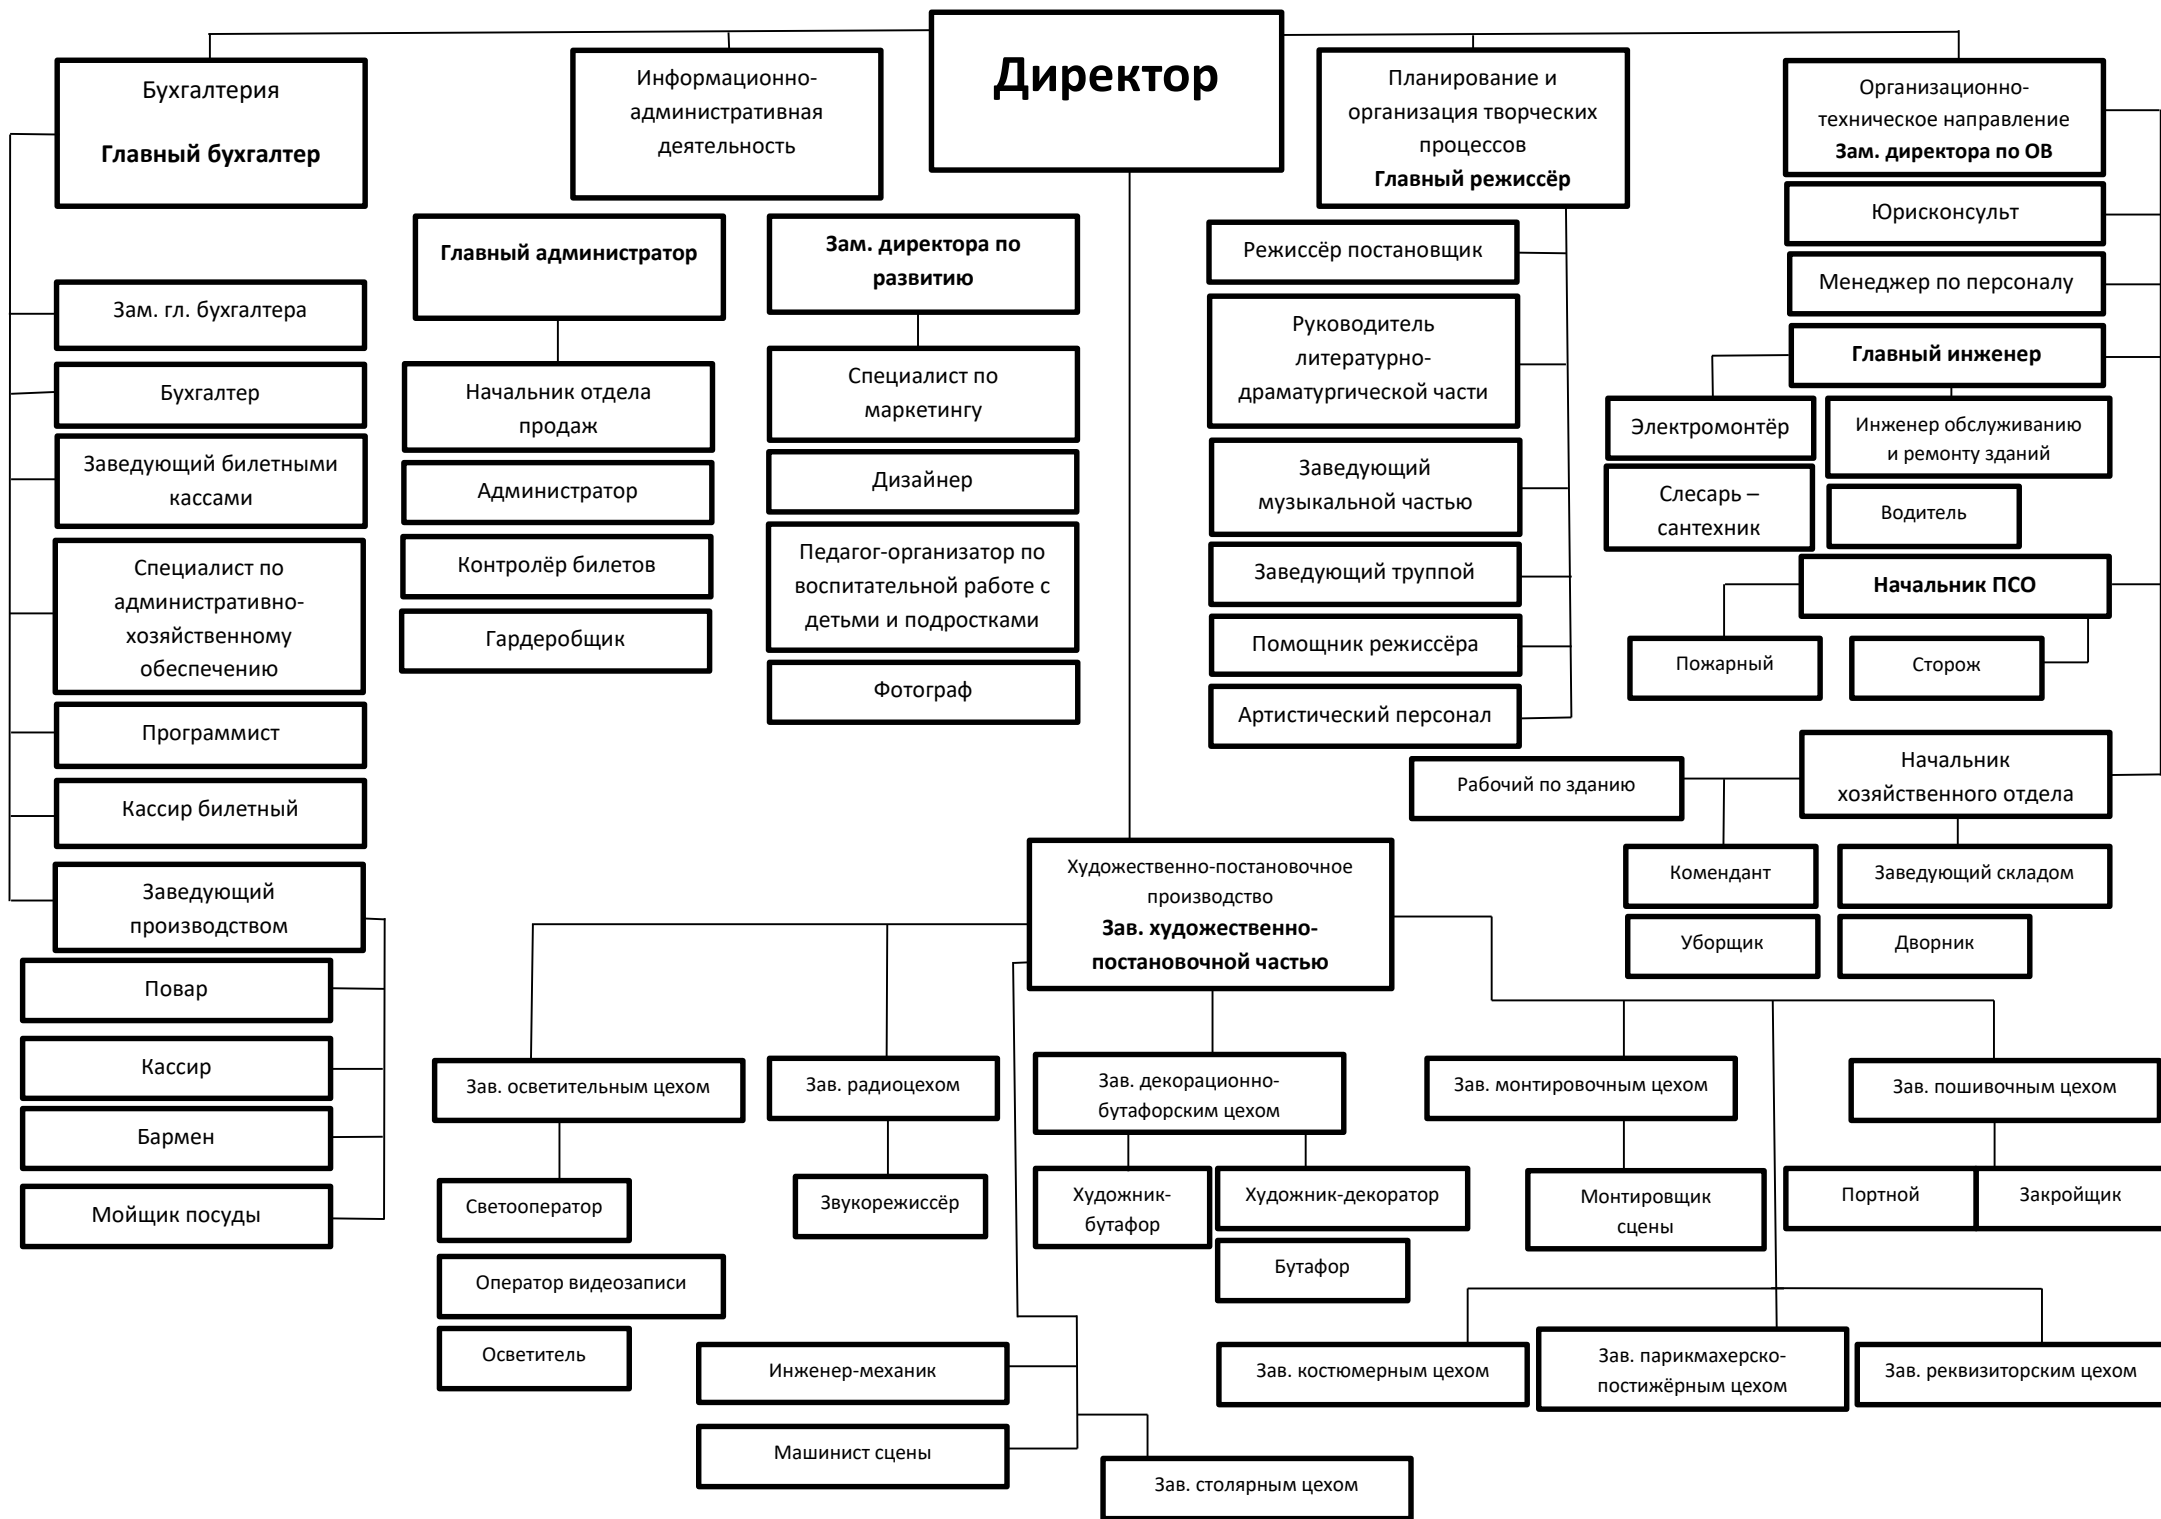 Директор
Бухгалтерия
Главный бухгалтер
Информационно-
административная
деятельность
Планирование и
организация творческих
процессов
Главный режиссёр
Организационно-
техническое направление
Зам. директора по ОВ
Зам. гл. бухгалтера
Бухгалтер
Заведующий билетными
кассами
Специалист по
административно-
хозяйственному
обеспечению
Программист
Кассир билетный
Заведующий
производством
Повар
Кассир
Бармен
Мойщик посуды
Главный администратор
Начальник отдела
продаж
Администратор
Контролёр билетов
Гардеробщик
Зам. директора по
развитию
Специалист по
маркетингу
Дизайнер
Педагог-организатор по
воспитательной работе с
детьми и подростками
Фотограф
Режиссёр постановщик
Руководитель
литературно-
драматургической части
Заведующий
музыкальной частью
Заведующий труппой
Помощник режиссёра
Артистический персонал
Юрисконсульт
Менеджер по персоналу
Главный инженер
Электромонтёр
Инженер обслуживанию
и ремонту зданий
Слесарь –
сантехник
Водитель
Начальник ПСО
Пожарный
Сторож
Начальник
хозяйственного отдела
Рабочий по зданию
Комендант
Заведующий складом
Уборщик
Дворник
Художественно-постановочное
производство
Зав. художественно-
постановочной частью
Зав. осветительным цехом
Светооператор
Оператор видеозаписи
Осветитель
Зав. радиоцехом
Звукорежиссёр
Зав. декорационно-
бутафорским цехом
Художник-
бутафор
Художник-декоратор
Бутафор
Зав. монтировочным цехом
Монтировщик
сцены
Зав. пошивочным цехом
Портной
Закройщик
Инженер-механик
Машинист сцены
Зав. столярным цехом
Зав. костюмерным цехом
Зав. парикмахерско-
постижёрным цехом
Зав. реквизиторским цехом